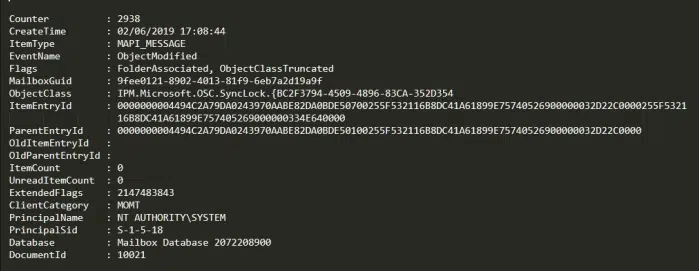 Counter : 2938
CreateTime : 02/06/2019 17:08:44
ItemType : MAPI_MESSAGE
EventName : ObjectModified
Flags : FolderAssociated, ObjectClassTruncated
MailboxGuid : 9fee0121-8902-4013-81f9-6eb7a2d19a9f
ObjectClass : IPM.Microsoft.OSC.SyncLock.{BC2F3794-4509-4896-83CA-352D354
ItemEntryId : 0000000004494C2A79DA0243970AABE82DA0BDE50700255F532116B8DC41A61899E75740526900000032D22C0000255F5321
16B8DC41A61899E757405269000000334E640000
ParentEntryId : 0000000004494C2A79DA0243970AABE82DA0BDE50100255F532116B8DC41A61899E75740526900000032D22C0000
OldItemEntryId :
OldParentEntryId :
ItemCount : 0
UnreadItemCount : 0
ExtendedFlags : 2147483843
ClientCategory : MOMT
PrincipalName : NT AUTHORITY\SYSTEM
PrincipalSid : S-1-5-18
Database : Mailbox Database 2072208900
DocumentId : 10021